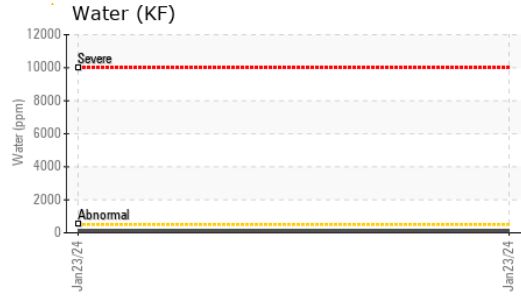 Water (KF)
12000
Severe
10000
8000
Water (ppm)
6000
4000
2000
Abnormal
0
Jan23/24
Jan23/24